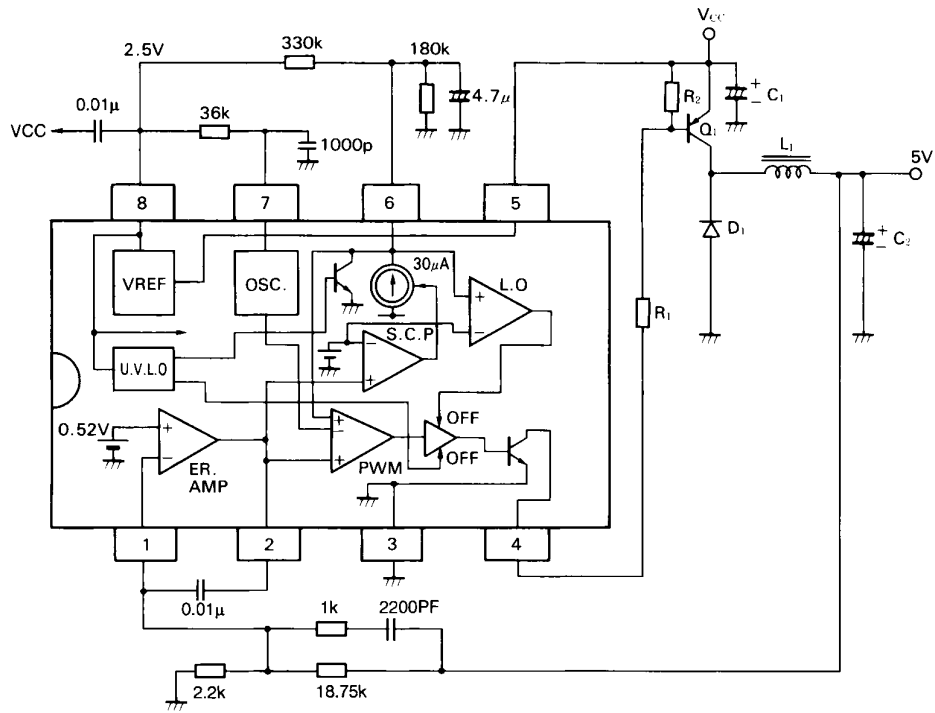 VCC
2.5V
330k
180k
4.7μ
0.01μ
VCC
36k
1000p
R2
+
−
C1
Q1
L1
5V
8
7
6
5
D1
+
−
C2
VREF
OSC.
30μA
L.O
+
−
S.C.P
−
+
R1
U.V.L.O
0.52V
+
−
ER.
AMP
+
−
+
PWM
OFF
OFF
1
2
3
4
0.01μ
1k
2200PF
2.2k
18.75k